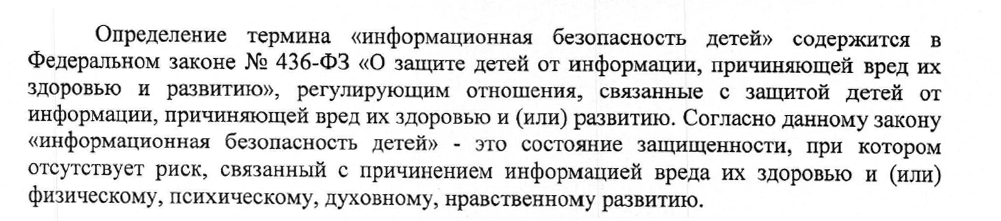 Определение термина «информационная безопасность детей» содержится в
Федеральном законе № 436-ФЗ «О защите детей от информации, причиняющей вред их
здоровью и развитию», регулирующим отношения, связанные с защитой детей от
информации, причиняющей вред их здоровью и (или) развитию. Согласно данному закону
«информационная безопасность детей» - это состояние защищенности, при котором
отсутствует риск, связанный с причинением информацией вреда их здоровью и (или)
физическому, психическому, духовному, нравственному развитию.